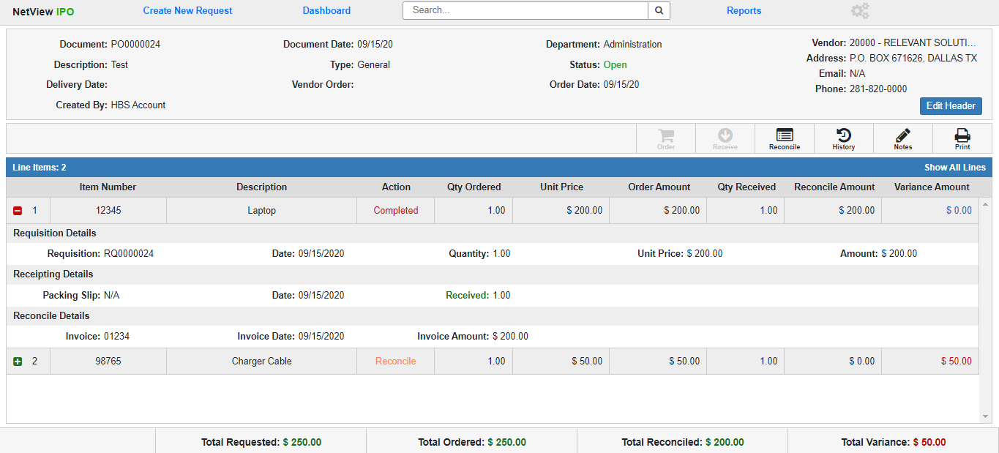 NetView IPO Create New Request Dashboard Search... Reports
Document: PO0000024 Document Date: 09/15/20 Department: Administration Vendor: 20000 - RELEVANT SOLUTI...
Address: P.O. BOX 671626, DALLAS TX
Description: Test Type: General Status: Open
Email: N/A
Delivery Date: Vendor Order: Order Date: 09/15/20
Phone: 281-820-0000
Created By: HBS Account Edit Header
Order Receive Reconcile History Notes Print
Line Items: 2 Show All Lines
Item Number Description Action Qty Ordered Unit Price Order Amount Qty Received Reconcile Amount Variance Amount
1 12345 Laptop Completed 1.00 $ 200.00 $ 200.00 1.00 $ 200.00 $ 0.00
Requisition Details
Requisition: RQ0000024 Date: 09/15/2020 Quantity: 1.00 Unit Price: $ 200.00 Amount: $ 200.00
Receipting Details
Packing Slip: N/A Date: 09/15/2020 Received: 1.00
Reconcile Details
Invoice: 01234 Invoice Date: 09/15/2020 Invoice Amount: $ 200.00
2 98765 Charger Cable Reconcile 1.00 $ 50.00 $ 50.00 1.00 $ 0.00 $ 50.00
Total Requested: $ 250.00 Total Ordered: $ 250.00 Total Reconciled: $ 200.00 Total Variance: $ 50.00